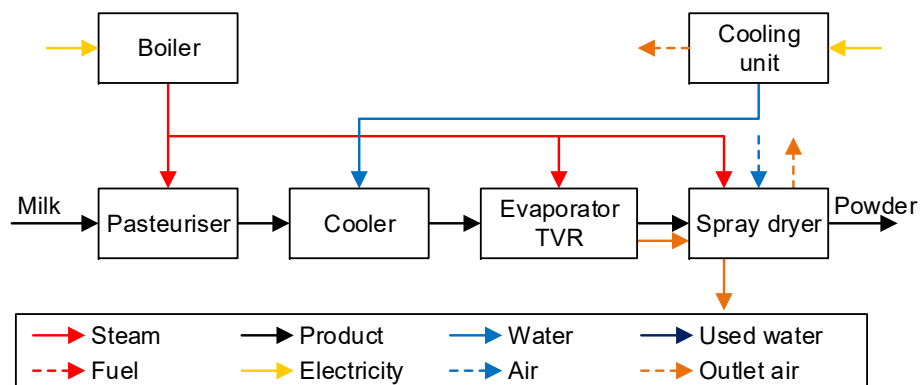 Boiler
Cooling
unit
Milk
Pasteuriser
Cooler
Evaporator
TVR
Spray dryer
Powder
Steam
Product
Water
Used water
Fuel
Electricity
Air
Outlet air